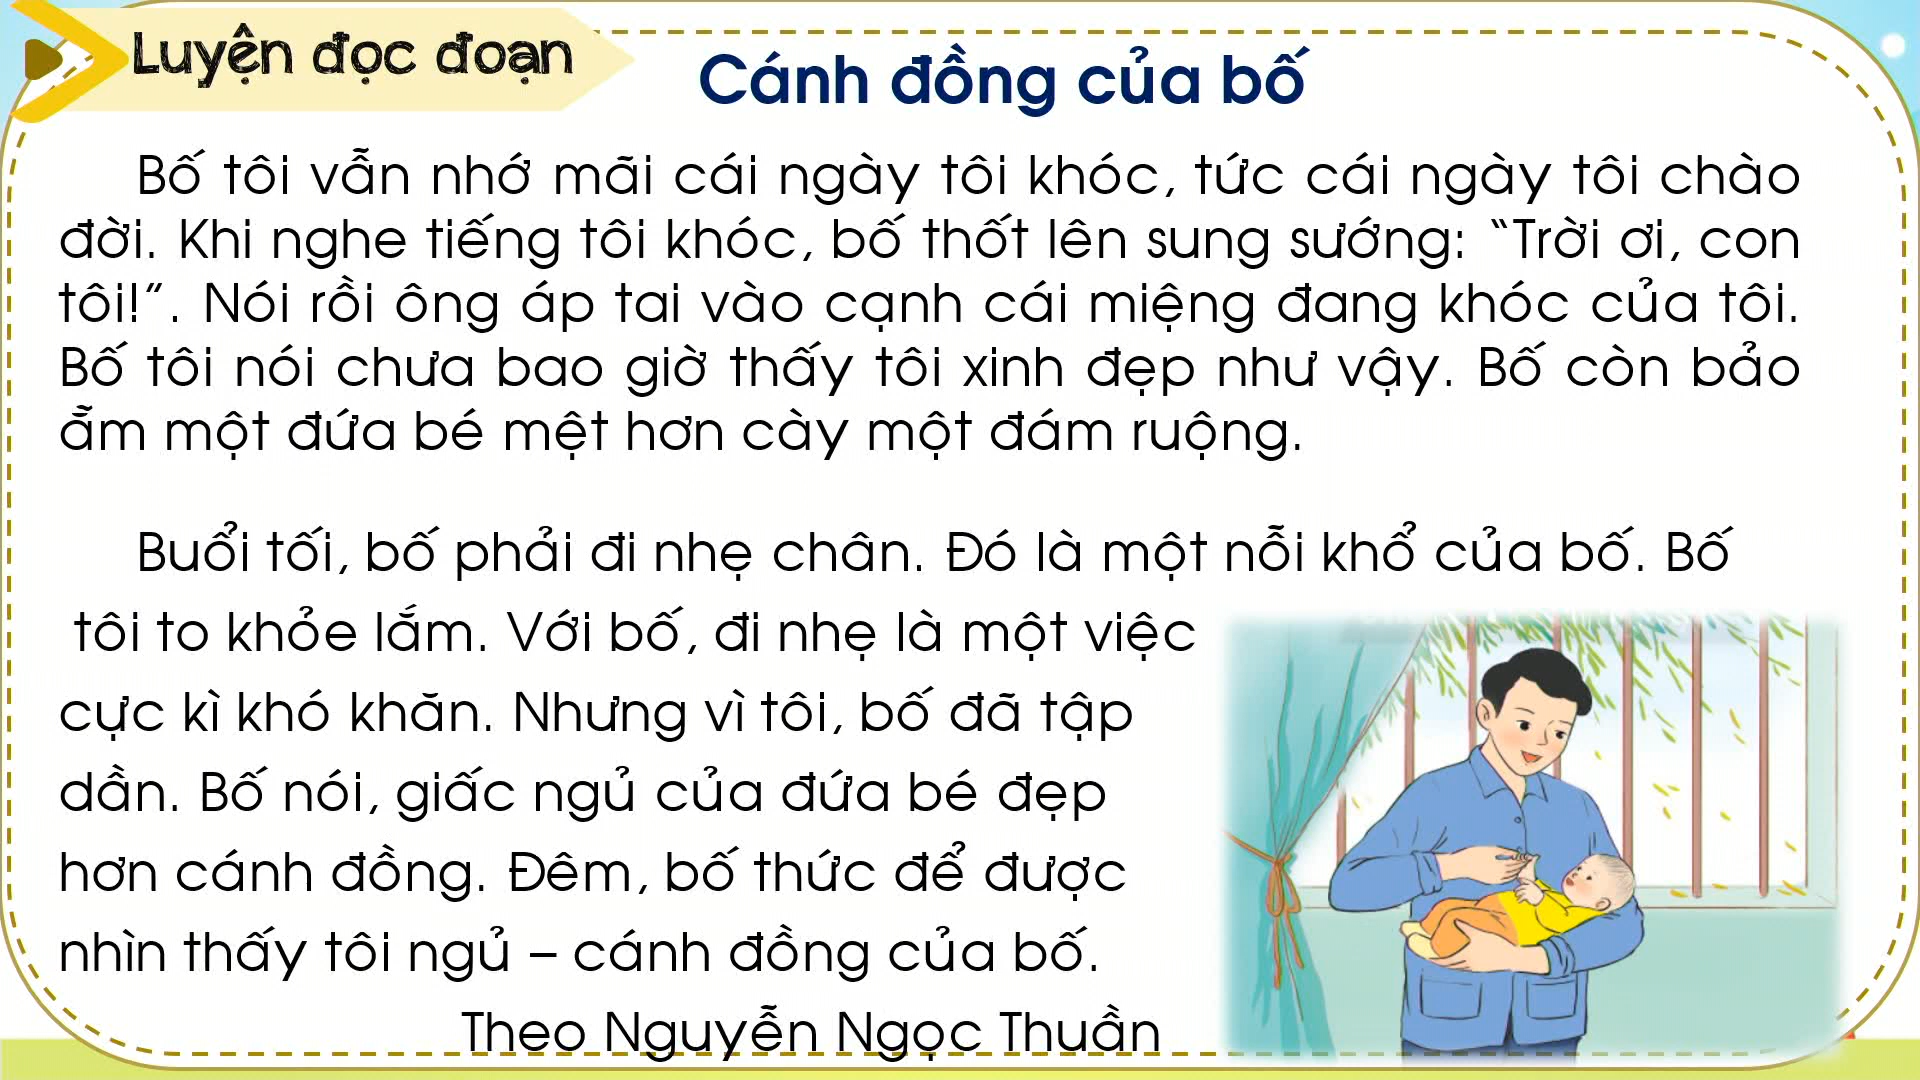 Luyện đọc đoạn
Cánh đồng của bố
Bố tôi vẫn nhớ mãi cái ngày tôi khóc, tức cái ngày tôi chào
đời. Khi nghe tiếng tôi khóc, bố thốt lên sung sướng: “Trời ơi, con
tôi!”. Nói rồi ông áp tai vào cạnh cái miệng đang khóc của tôi.
Bố tôi nói chưa bao giờ thấy tôi xinh đẹp như vậy. Bố còn bảo
ẵm một đứa bé mệt hơn cày một đám ruộng.
Buổi tối, bố phải đi nhẹ chân. Đó là một nỗi khổ của bố. Bố
tôi to khỏe lắm. Với bố, đi nhẹ là một việc
cực kì khó khăn. Nhưng vì tôi, bố đã tập
dần. Bố nói, giấc ngủ của đứa bé đẹp
hơn cánh đồng. Đêm, bố thức để được
nhìn thấy tôi ngủ – cánh đồng của bố.
Theo Nguyễn Ngọc Thuần